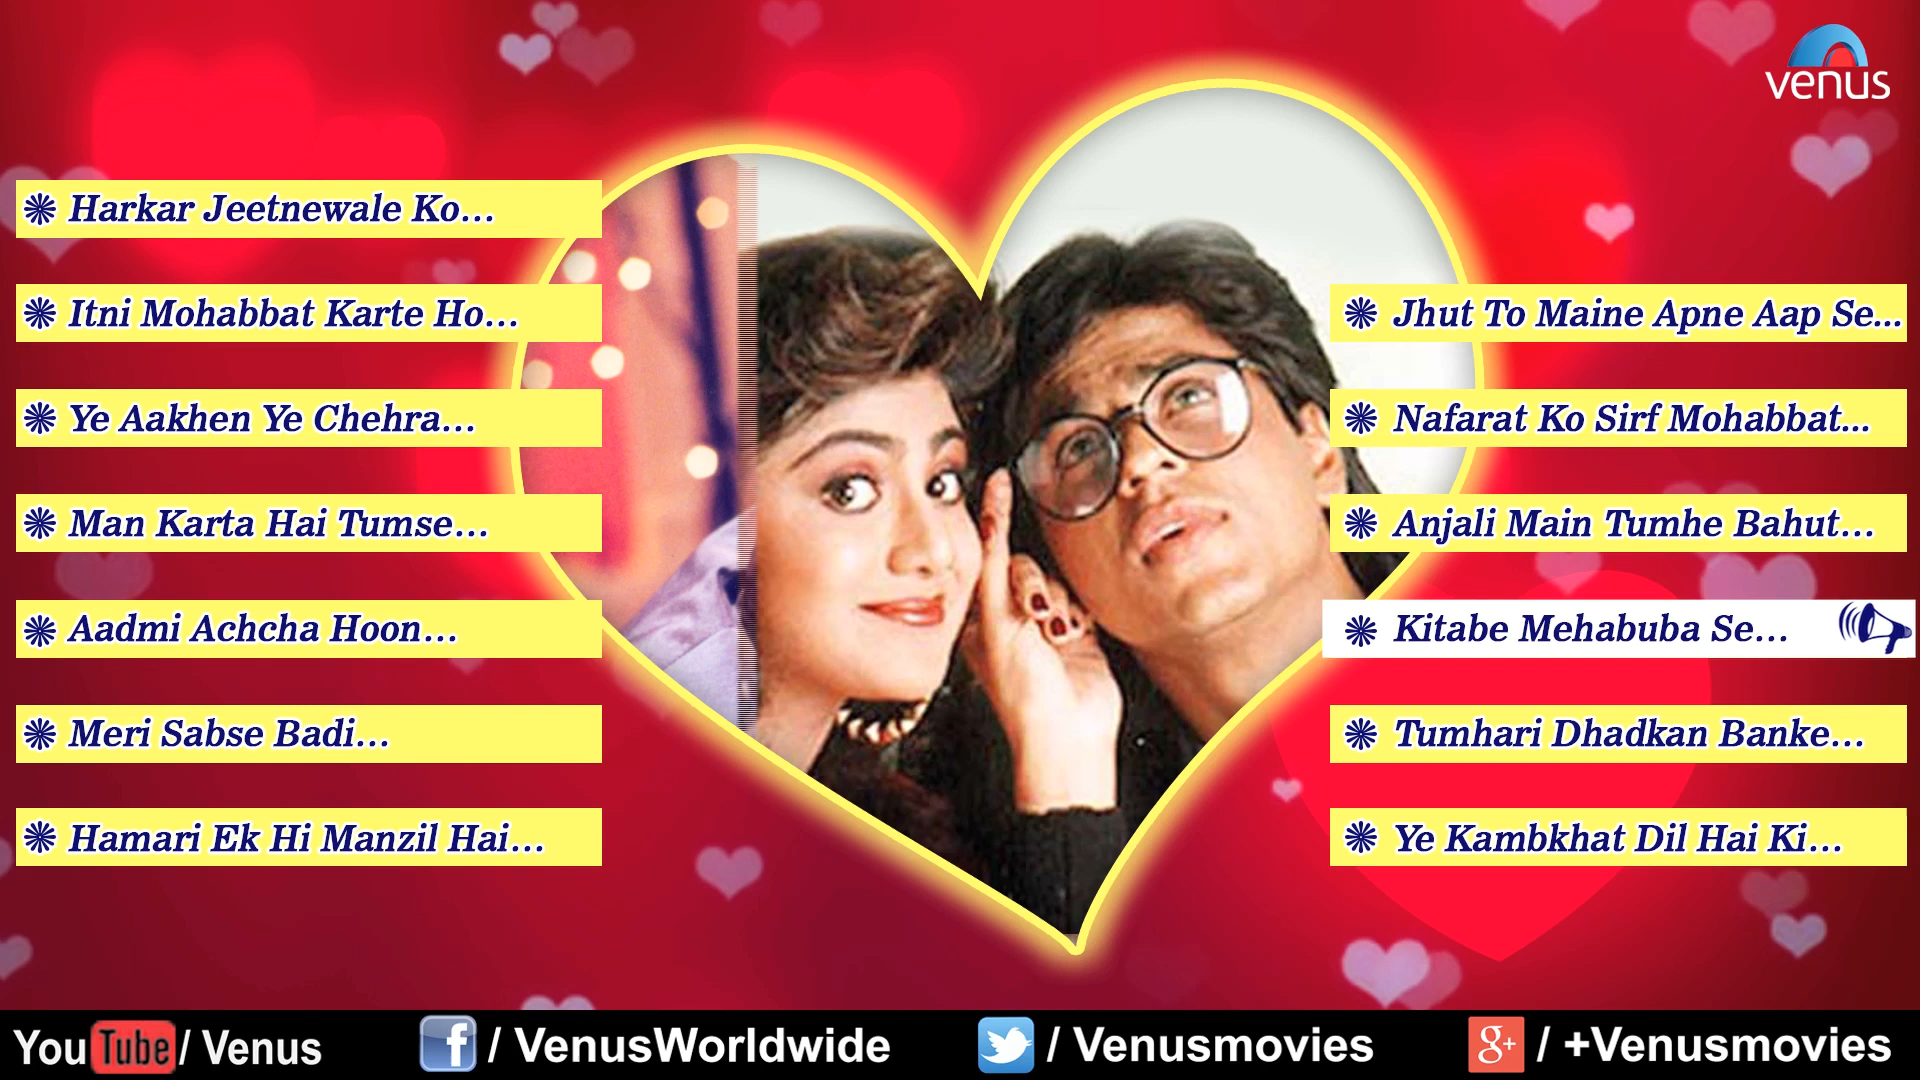 venus
Harkar Jeetnewale Ko...
Itni Mohabbat Karte Ho...
Ye Aakhen Ye Chehra...
Man Karta Hai Tumse...
Aadmi Achcha Hoon...
Meri Sabse Badi...
Hamari Ek Hi Manzil Hai...
Jhut To Maine Apne Aap Se...
Nafarat Ko Sirf Mohabbat...
Anjali Main Tumhe Bahut...
Kitabe Mehabuba Se...
Tumhari Dhadkan Banke...
Ye Kambkhat Dil Hai Ki...
YouTube / Venus f / VenusWorldwide / Venusmovies g+ / +Venusmovies